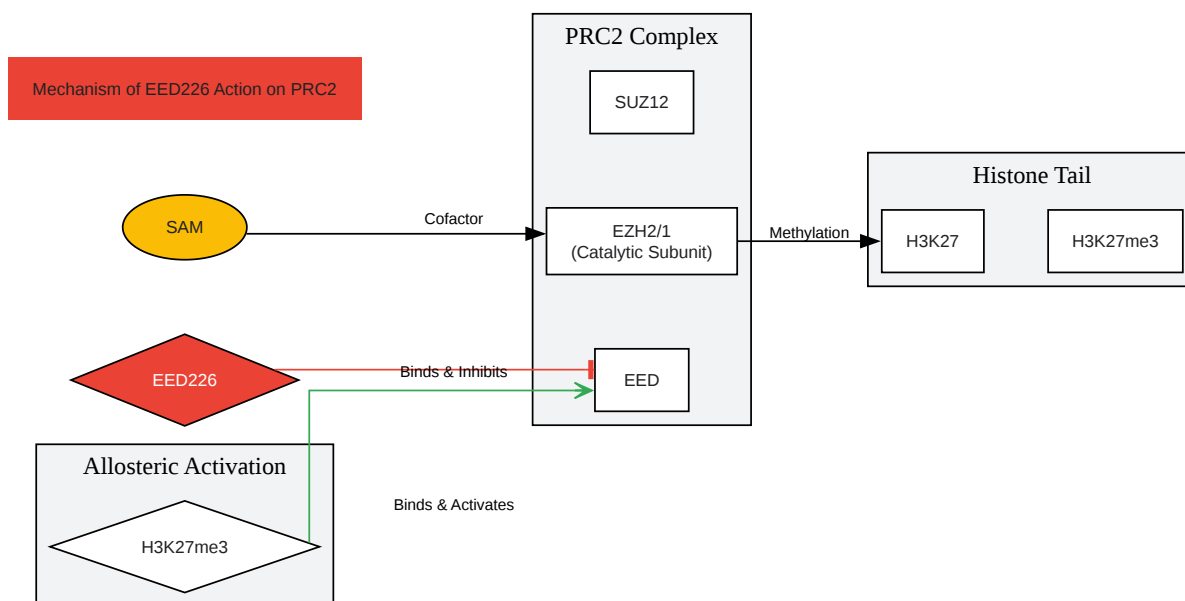 PRC2 Complex
Mechanism of EED226 Action on PRC2
SUZ12
Histone Tail
SAM
Cofactor
EZH2/1
(Catalytic Subunit)
Methylation
H3K27
H3K27me3
EED226
Binds & Inhibits
EED
Allosteric Activation
Binds & Activates
H3K27me3